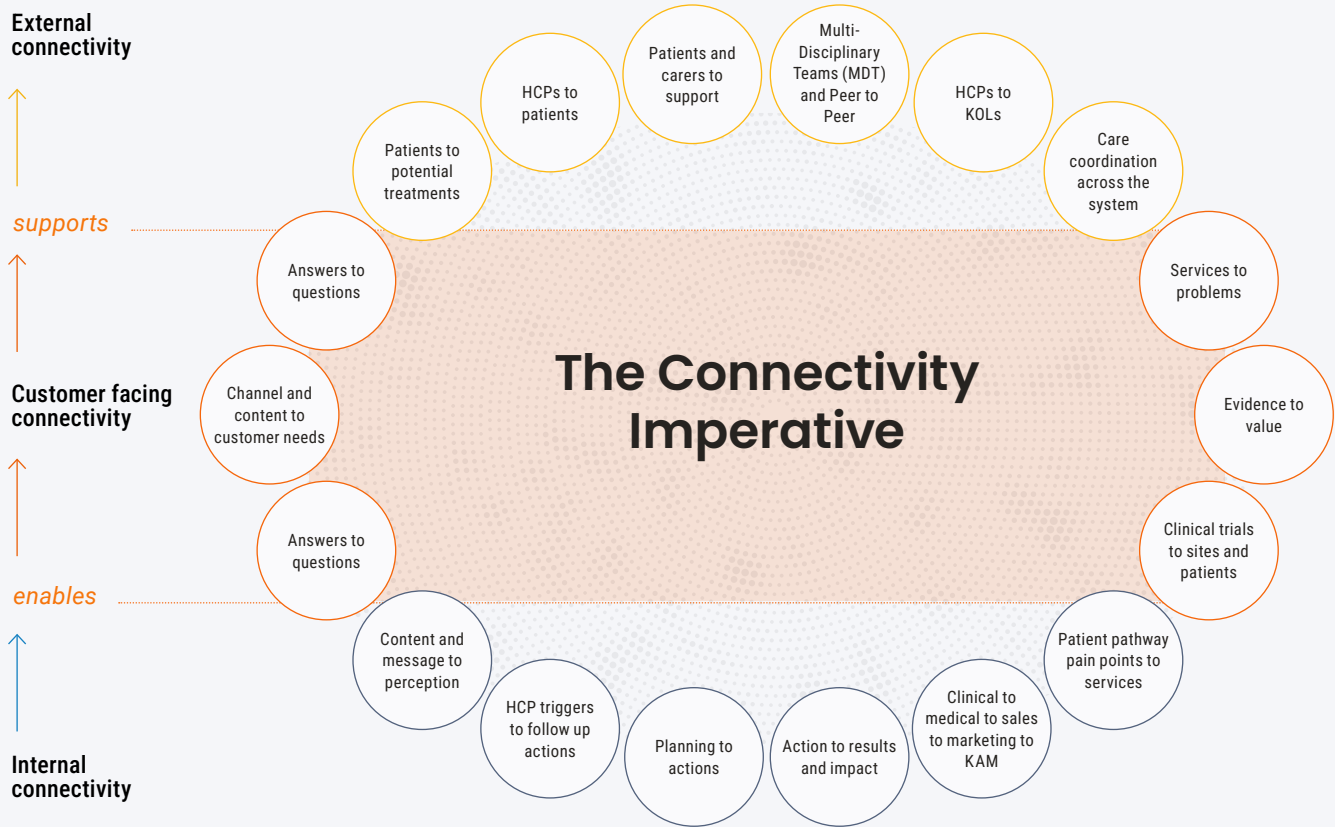 External
connectivity
supports
Customer facing
connectivity
enables
Internal
connectivity
The Connectivity
Imperative
Patients to
potential
treatments
HCPs to
patients
Patients and
carers to
support
Multi-
Disciplinary
Teams (MDT)
and Peer to
Peer
HCPs to
KOLs
Care
coordination
across the
system
Answers to
questions
Services to
problems
Channel and
content to
customer needs
Evidence to
value
Answers to
questions
Clinical trials
to sites and
patients
Content and
message to
perception
HCP triggers
to follow up
actions
Planning to
actions
Action to results
and impact
Clinical to
medical to sales
to marketing to
KAM
Patient pathway
pain points to
services